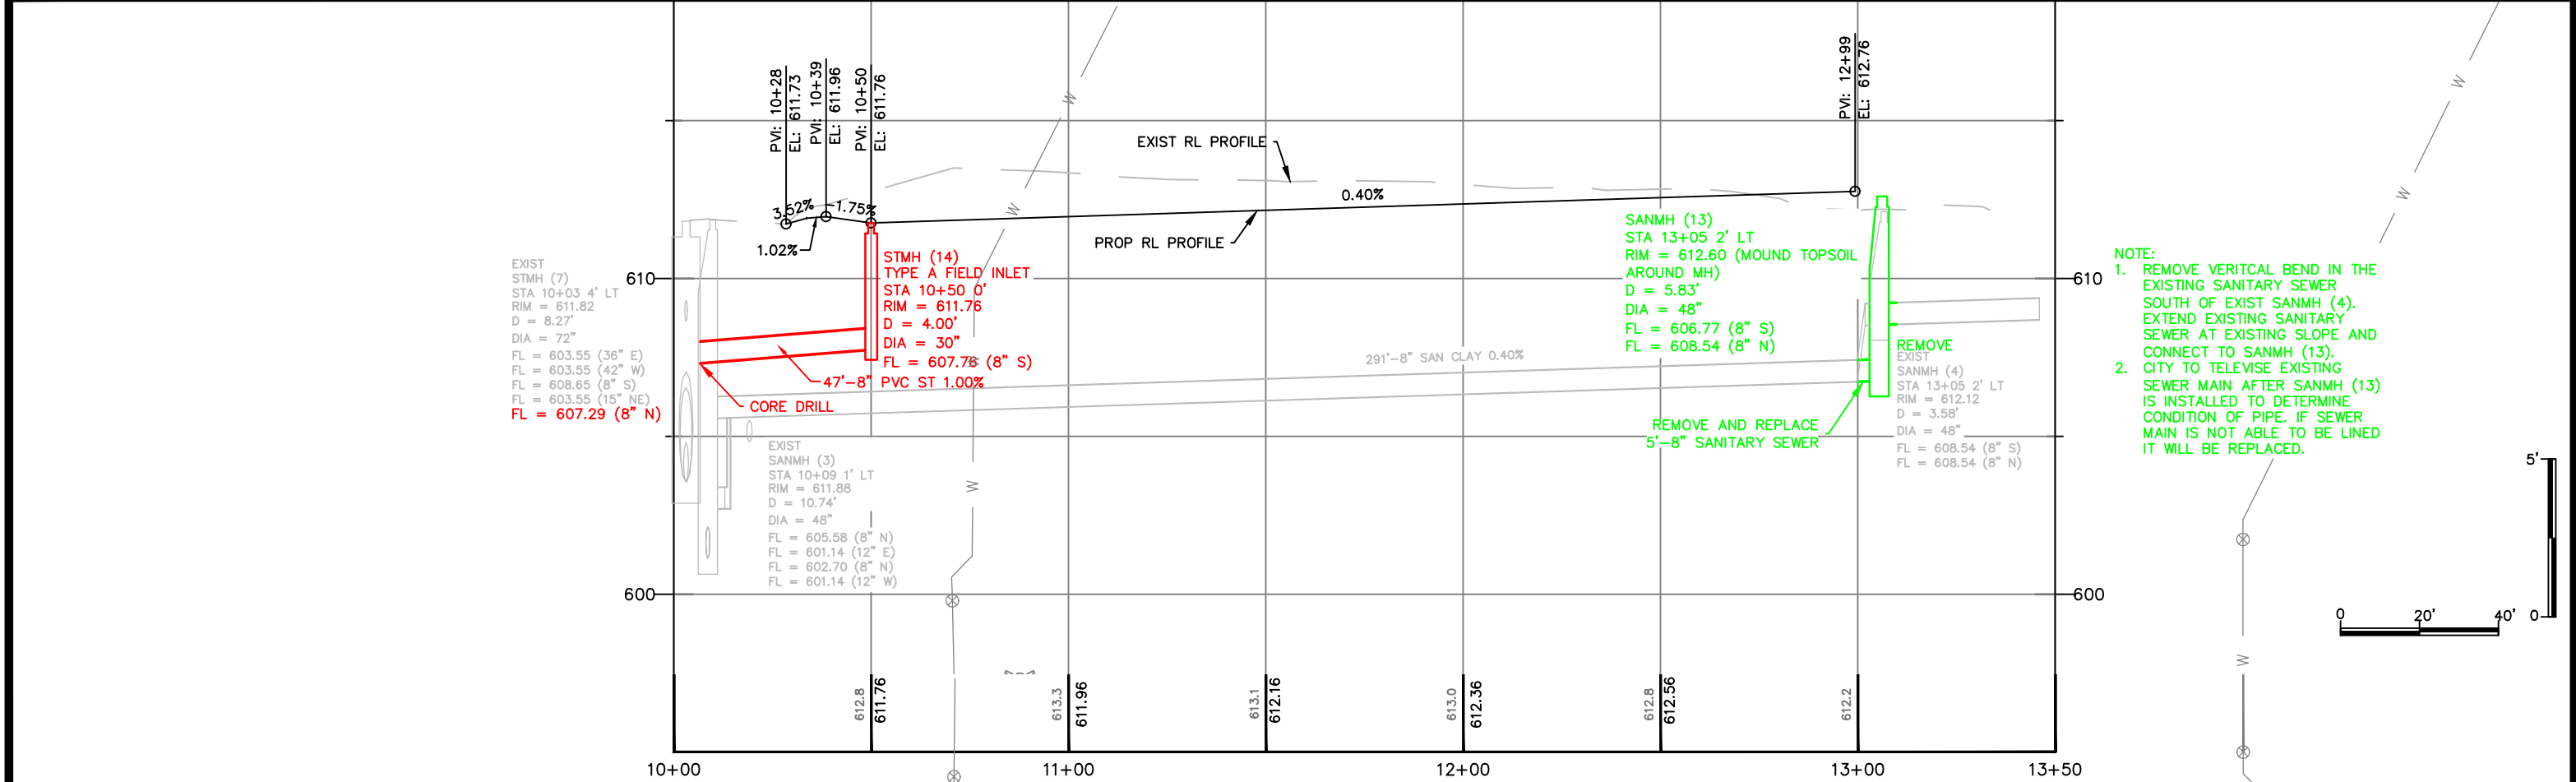 PVI: 10+28
EL: 611.73
PVI: 10+39
EL: 611.96
PVI: 10+50
EL: 611.76
PVI: 12+99
EL: 612.76
W
W
W
W
EXIST RL PROFILE
3.52%
-1.75%
1.02%
0.40%
PROP RL PROFILE
EXIST
STMH (7)
STA 10+03 4' LT
RIM = 611.82
D = 8.27'
DIA = 72"
FL = 603.55 (36" E)
FL = 603.55 (42" W)
FL = 608.65 (8" S)
FL = 603.55 (15" NE)
FL = 607.29 (8" N)
610
STMH (14)
TYPE A FIELD INLET
STA 10+50 0'
RIM = 611.76
D = 4.00'
DIA = 30"
FL = 607.76 (8" S)
W
47'-8" PVC ST 1.00%
CORE DRILL
291'-8" SAN CLAY 0.40%
SANMH (13)
STA 13+05 2' LT
RIM = 612.60 (MOUND TOPSOIL
AROUND MH)
D = 5.83'
DIA = 48"
FL = 606.77 (8" S)
FL = 608.54 (8" N)
610
REMOVE
EXIST
SANMH (4)
STA 13+05 2' LT
RIM = 612.12
D = 3.58'
DIA = 48"
FL = 608.54 (8" S)
FL = 608.54 (8" N)
REMOVE AND REPLACE
5'-8" SANITARY SEWER
NOTE:
1. REMOVE VERITCAL BEND IN THE
EXISTING SANITARY SEWER
SOUTH OF EXIST SANMH (4).
EXTEND EXISTING SANITARY
SEWER AT EXISTING SLOPE AND
CONNECT TO SANMH (13).
2. CITY TO TELEVISE EXISTING
SEWER MAIN AFTER SANMH (13)
IS INSTALLED TO DETERMINE
CONDITION OF PIPE. IF SEWER
MAIN IS NOT ABLE TO BE LINED
IT WILL BE REPLACED.
EXIST
SANMH (3)
STA 10+09 1' LT
RIM = 611.88
D = 10.74'
DIA = 48"
FL = 605.58 (8" N)
FL = 601.14 (12" E)
FL = 602.70 (8" N)
FL = 601.14 (12" W)
W
5'
0
0 20' 40'
600
600
W
612.8
611.76
613.3
611.96
613.1
612.16
613.0
612.36
612.8
612.56
612.2
10+00 11+00 12+00 13+00 13+50